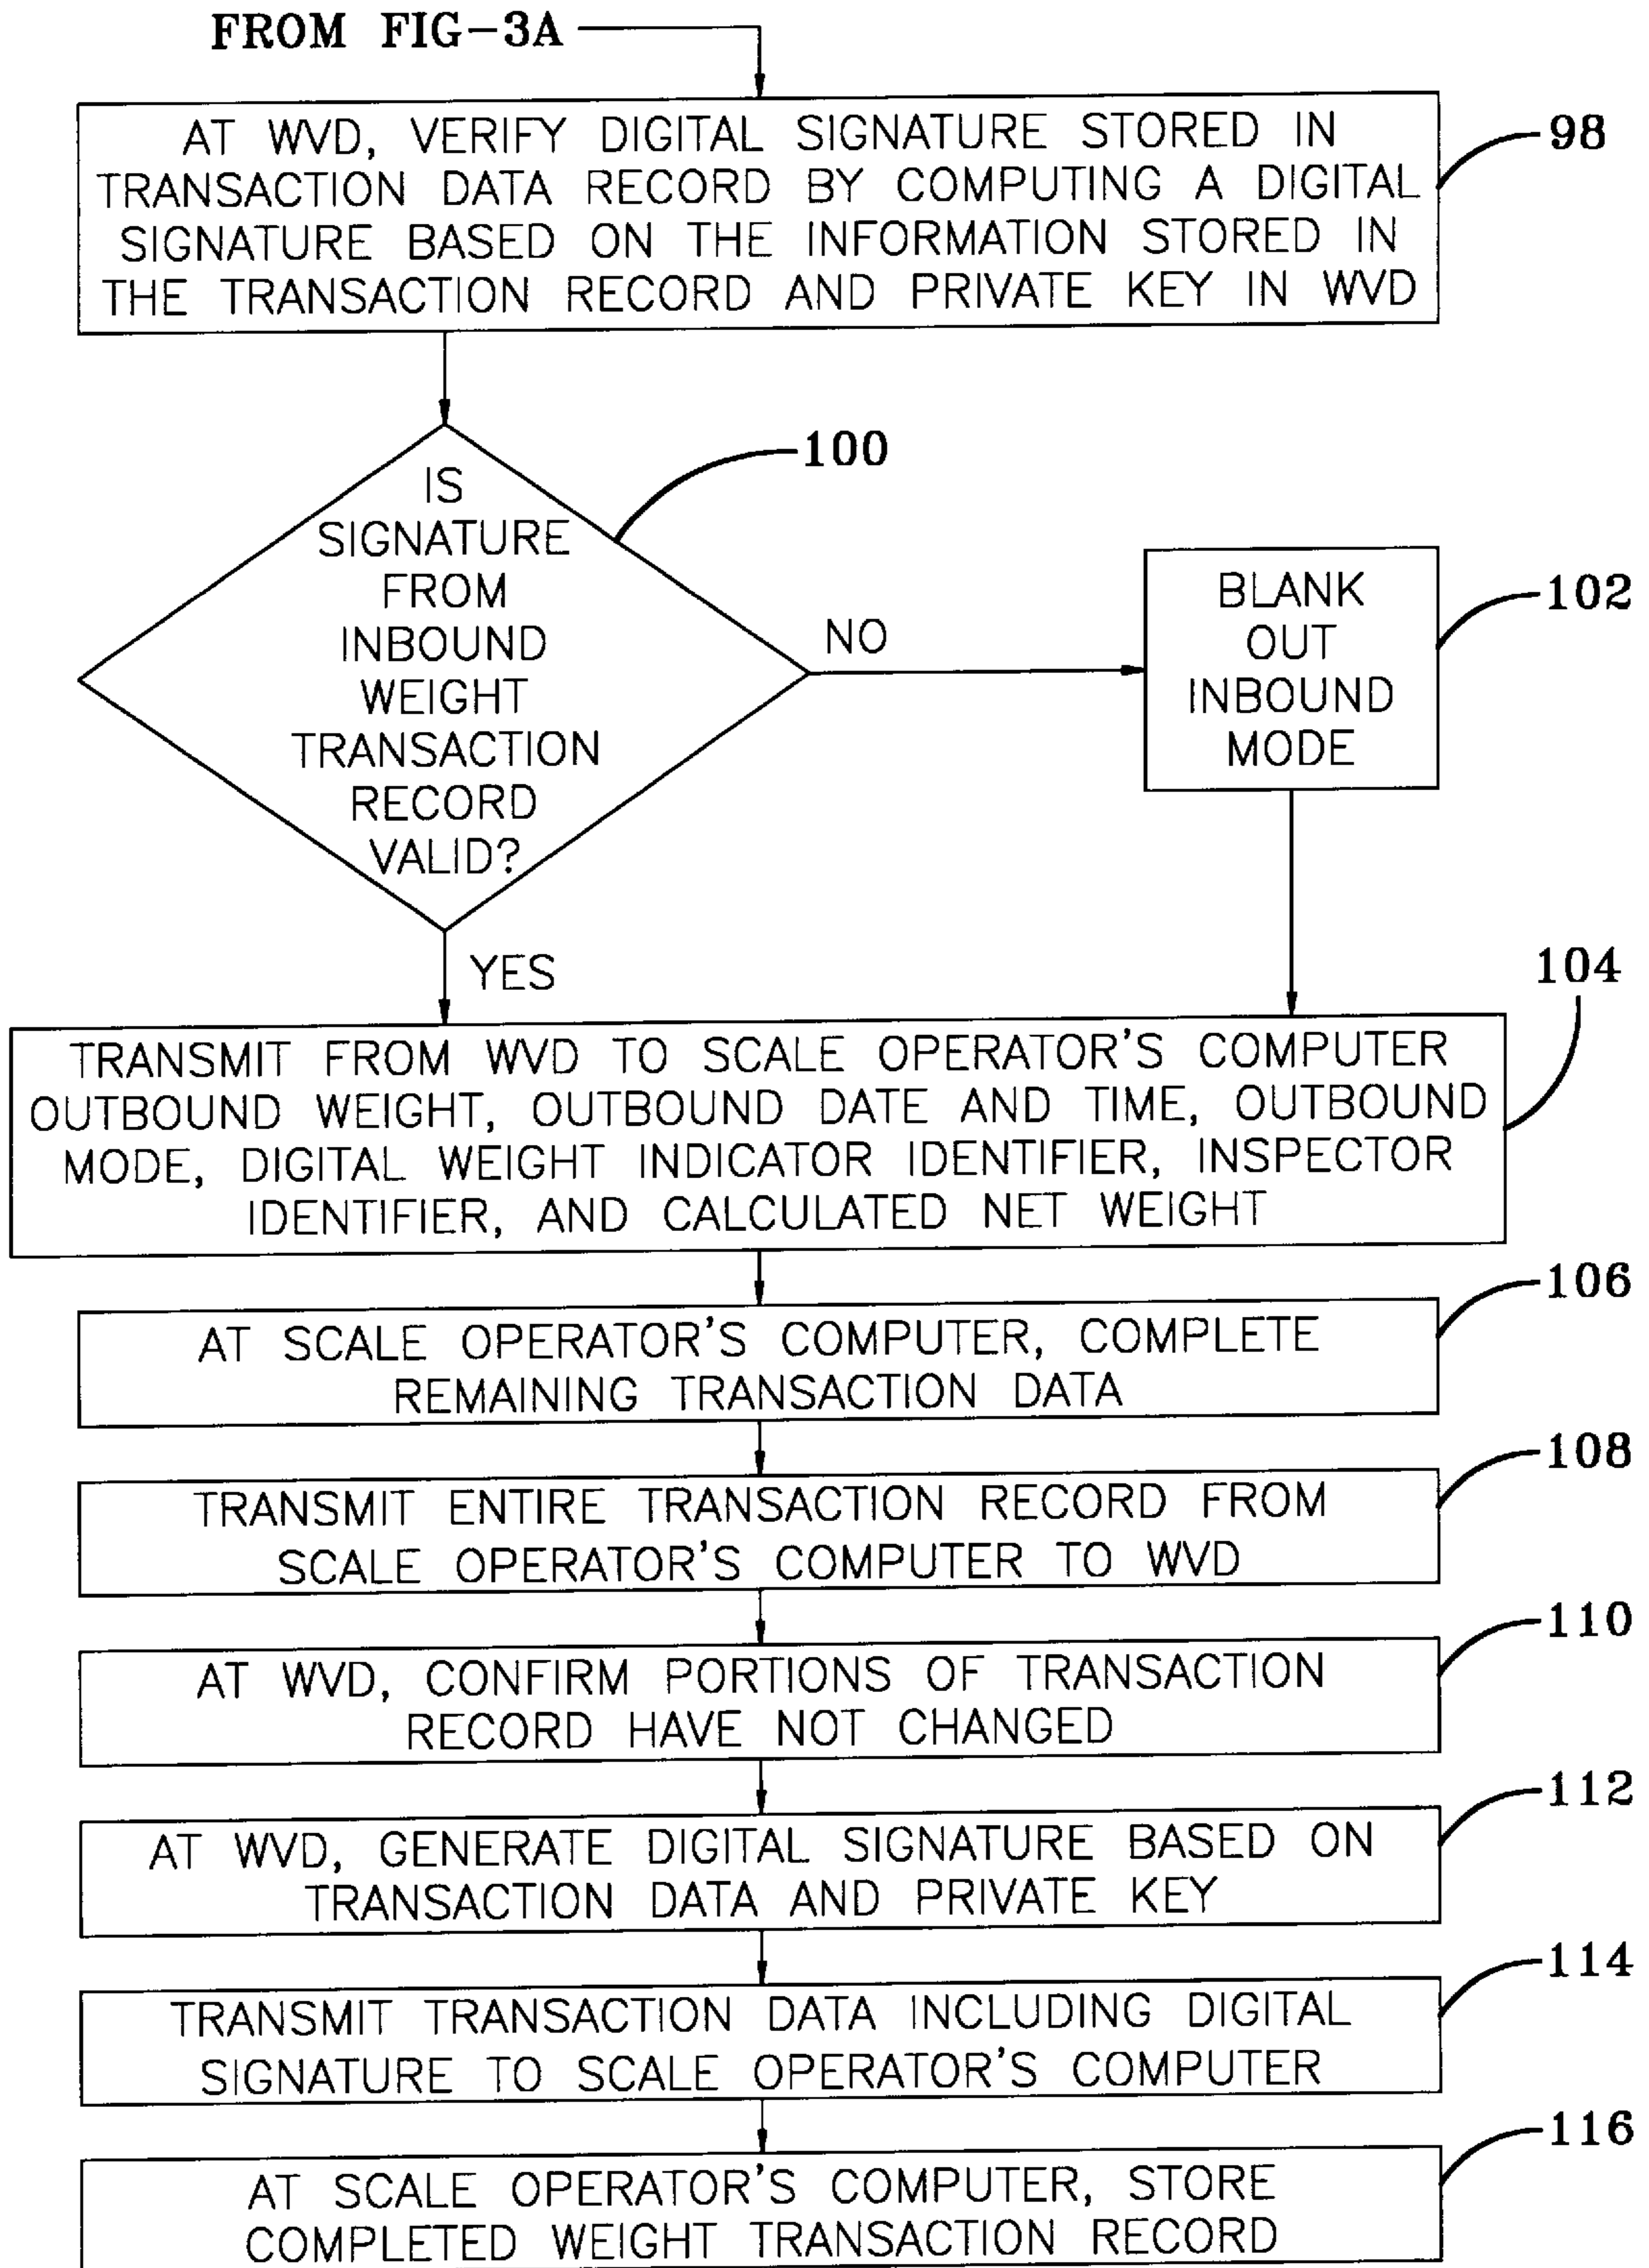 FROM FIG-3A
AT WVD, VERIFY DIGITAL SIGNATURE STORED IN
TRANSACTION DATA RECORD BY COMPUTING A DIGITAL
SIGNATURE BASED ON THE INFORMATION STORED IN
THE TRANSACTION RECORD AND PRIVATE KEY IN WVD
98
IS
SIGNATURE
FROM
INBOUND
WEIGHT
TRANSACTION
RECORD
VALID?
100
NO
BLANK
OUT
INBOUND
MODE
102
YES
104
TRANSMIT FROM WVD TO SCALE OPERATOR'S COMPUTER
OUTBOUND WEIGHT, OUTBOUND DATE AND TIME, OUTBOUND
MODE, DIGITAL WEIGHT INDICATOR IDENTIFIER, INSPECTOR
IDENTIFIER, AND CALCULATED NET WEIGHT
106
AT SCALE OPERATOR'S COMPUTER, COMPLETE
REMAINING TRANSACTION DATA
108
TRANSMIT ENTIRE TRANSACTION RECORD FROM
SCALE OPERATOR'S COMPUTER TO WVD
110
AT WVD, CONFIRM PORTIONS OF TRANSACTION
RECORD HAVE NOT CHANGED
112
AT WVD, GENERATE DIGITAL SIGNATURE BASED ON
TRANSACTION DATA AND PRIVATE KEY
114
TRANSMIT TRANSACTION DATA INCLUDING DIGITAL
SIGNATURE TO SCALE OPERATOR'S COMPUTER
116
AT SCALE OPERATOR'S COMPUTER, STORE
COMPLETED WEIGHT TRANSACTION RECORD